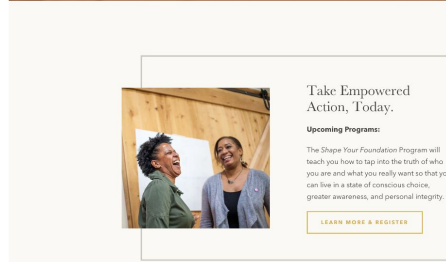 Take Empowered
Action, Today.
Upcoming Programs:
The Shape Your Foundation Program will
teach you how to tap into the truth of who
you are and what you really want so that yo
can live in a state of conscious choice,
greater awareness, and personal integrity.
LEARN MORE & REGISTER